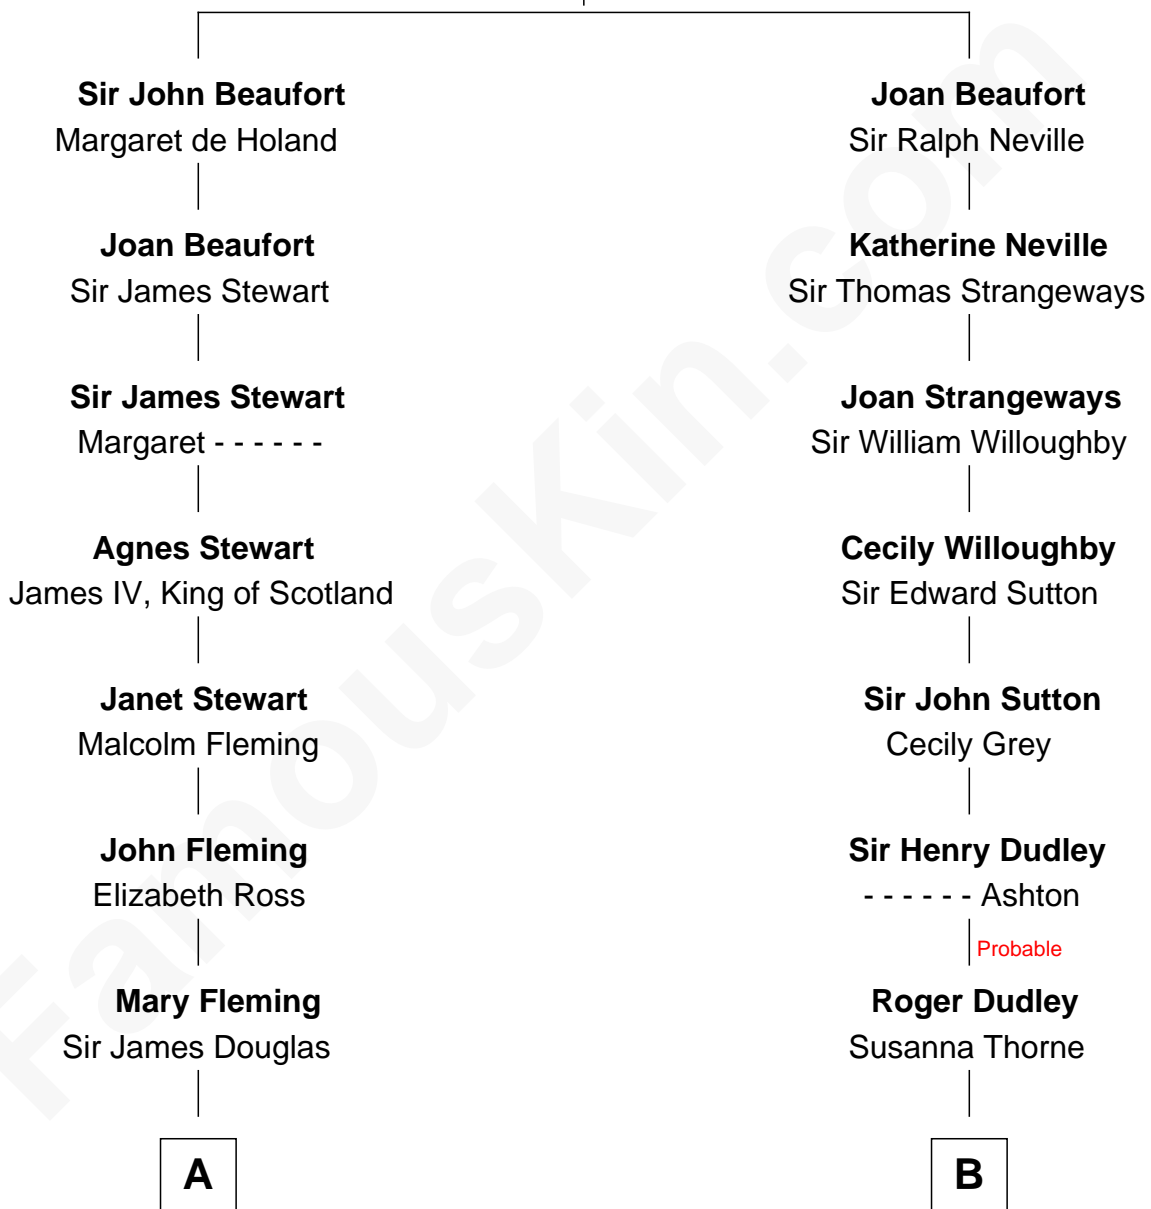 Sir John Beaufort
Margaret de Holand
Joan Beaufort
Sir James Stewart
Sir James Stewart
Margaret - - - - - -
Agnes Stewart
James IV, King of Scotland
Janet Stewart
Malcolm Fleming
John Fleming
Elizabeth Ross
Mary Fleming
Sir James Douglas
A
Joan Beaufort
Sir Ralph Neville
Katherine Neville
Sir Thomas Strangeways
Joan Strangeways
Sir William Willoughby
Cecily Willoughby
Sir Edward Sutton
Sir John Sutton
Cecily Grey
Sir Henry Dudley
- - - - - - Ashton
Probable
Roger Dudley
Susanna Thorne
B
FamousKin.com